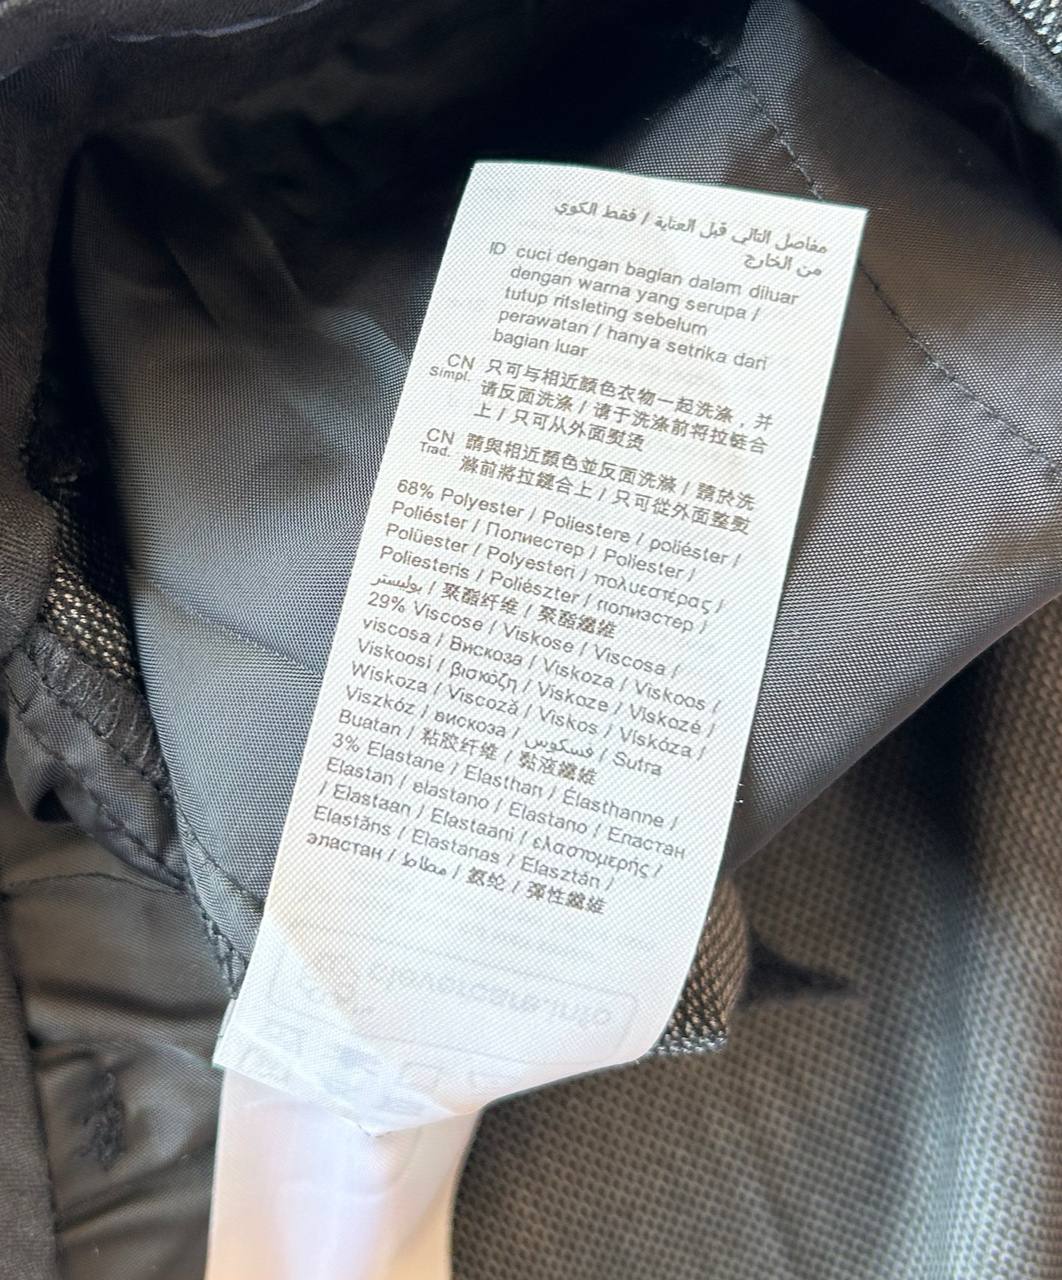 مفاصل التالي قبل العناية / فقط الكوي
من الخارج
ID cuci dengan bagian dalam diluar
dengan warna yang serupa /
tutup ritsleting sebelum
perawatan / hanya setrika dari
bagian luar
CN simpl. 只可与相近颜色衣物一起洗涤，并
请反面洗涤 / 请于洗涤前将拉链合
上 / 只可从外面熨烫
CN Trad. 請與相近顏色並反面洗滌 / 請於洗
滌前將拉鏈合上 / 只可從外面整熨
68% Polyester / Poliestere / poliéster /
Poliéster / Полиестер / Poliester /
Polüester / Polyesteri / πολυεστέρας /
Poliesteris / Poliészter / полиэстер /
بوليستر / 聚酯纤维 / 聚酯纖維
29% Viscose / Viskose / Viscosa /
viscosa / Вискоза / Viskoza / Viskoos /
Viskoosi / βισκόζη / Viskoze / Viskozė /
Wiskoza / Viscoză / Viskos / Viskóza /
Viszkóz / вискоза / فسكوس / Sutra
Buatan / 粘胶纤维 / 黏液纖維
3% Elastane / Elasthan / Élasthanne /
Elastan / elastano / Elastano / Еластан
/ Elastaan / Elastaani / ελαστομερής /
Elastāns / Elastanas / Elasztán /
эластан / مطاط / 氨纶 / 彈性纖維